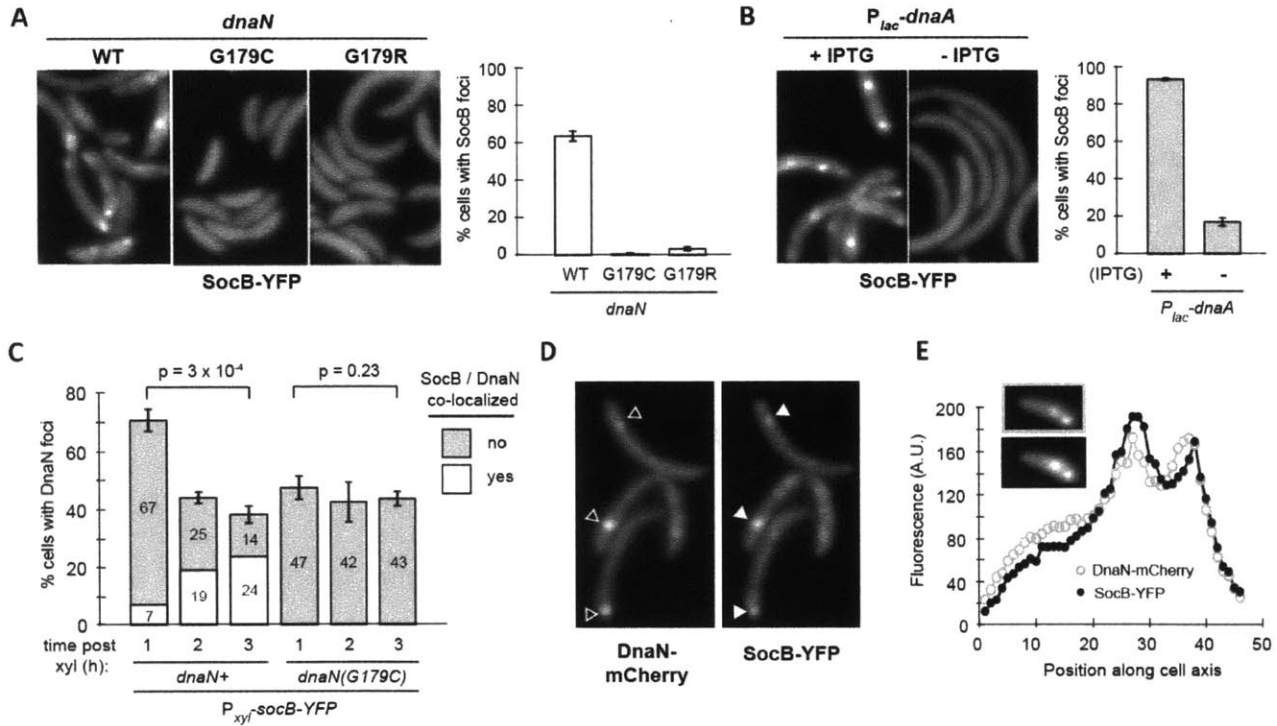 A
dnaN
WT G179C G179R
SocB-YFP
% cells with SocB foci
100
80
60
40
20
0
WT G179C G179R
dnaN
B
Plac-dnaA
+ IPTG - IPTG
SocB-YFP
% cells with SocB foci
100
80
60
40
20
0
(IPTG) + -
Plac-dnaA
C
p = 3 x 10-4 p = 0.23
SocB / DnaN
co-localized
no
yes
% cells with DnaN foci
80
60
40
20
0
67
7
25
19
14
24
47
42
43
time post
xyl (h): 1 2 3 1 2 3
dnaN+ dnaN(G179C)
Pxyl-socB-YFP
D
DnaN-
mCherry
SocB-YFP
E
Fluorescence (A.U.)
200
160
120
80
40
0
DnaN-mCherry
SocB-YFP
0 10 20 30 40 50
Position along cell axis